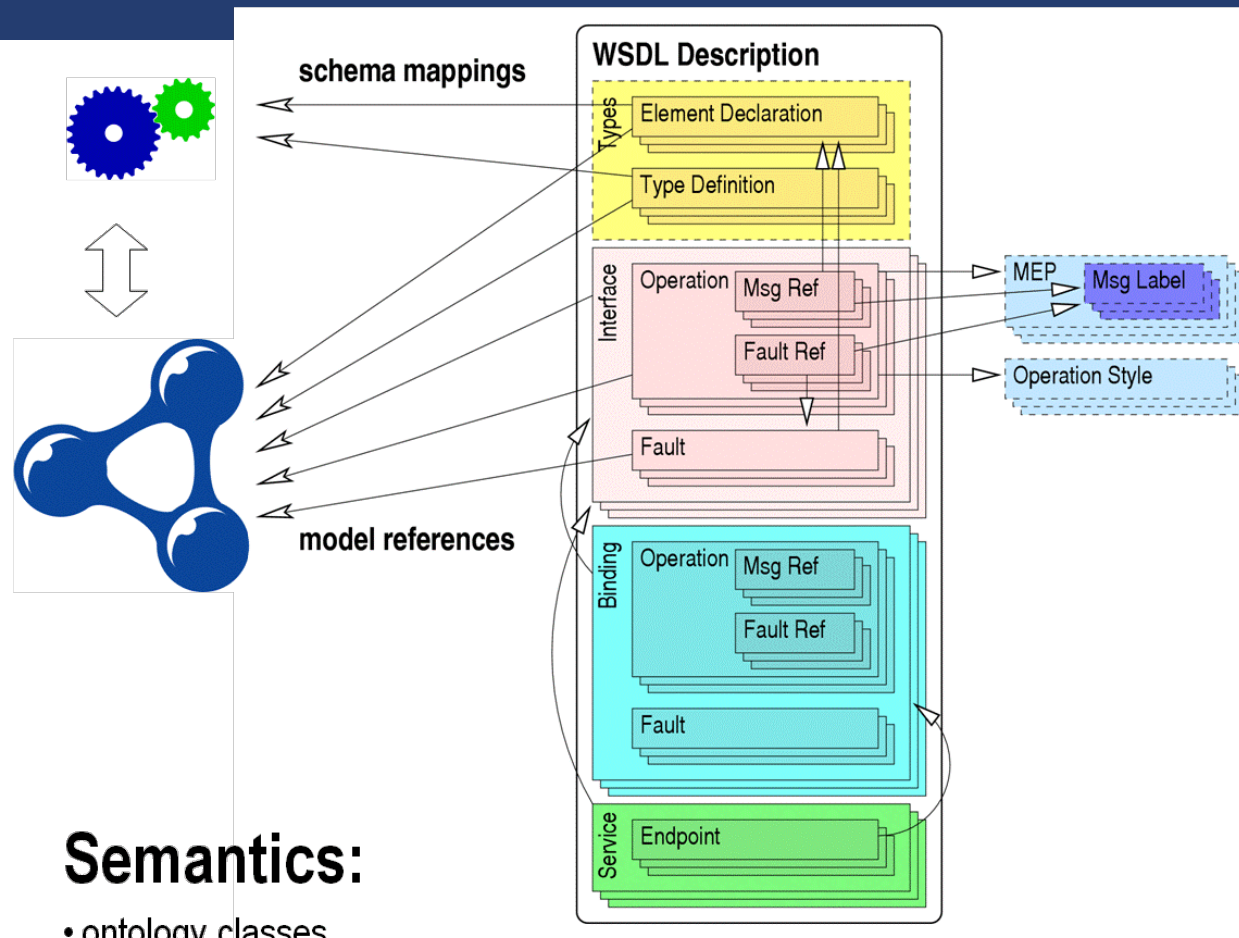 WSDL Description
schema mappings
Types
Element Declaration
Type Definition
Interface
Operation
Msg Ref
Fault Ref
Fault
MEP
Msg Label
Operation Style
model references
Binding
Operation
Msg Ref
Fault Ref
Fault
Service
Endpoint
Semantics:
• ontology classes